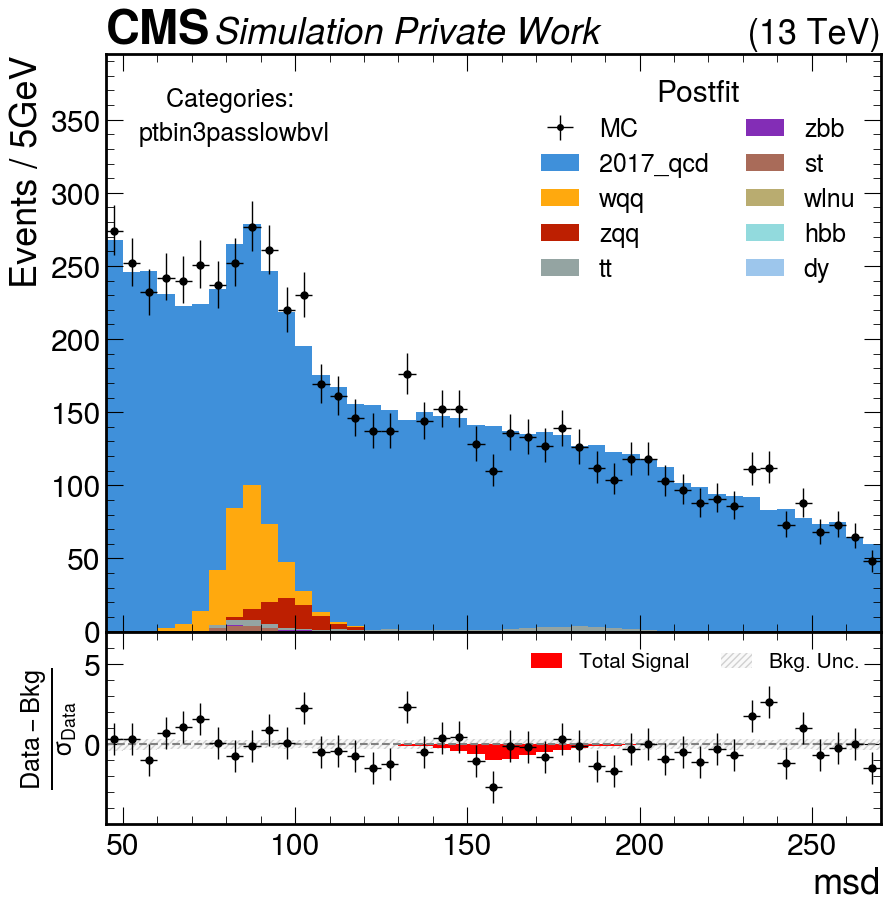 CMS Simulation Private Work (13 TeV)
Events / 5GeV
Categories:
ptbin3passlowbvl
Postfit
MC
2017_qcd
wqq
zqq
tt
zbb
st
wlnu
hbb
dy
350
300
250
200
150
100
50
0
Total Signal
Bkg. Unc.
Data – Bkg
σData
5
0
50 100 150 200 250
msd